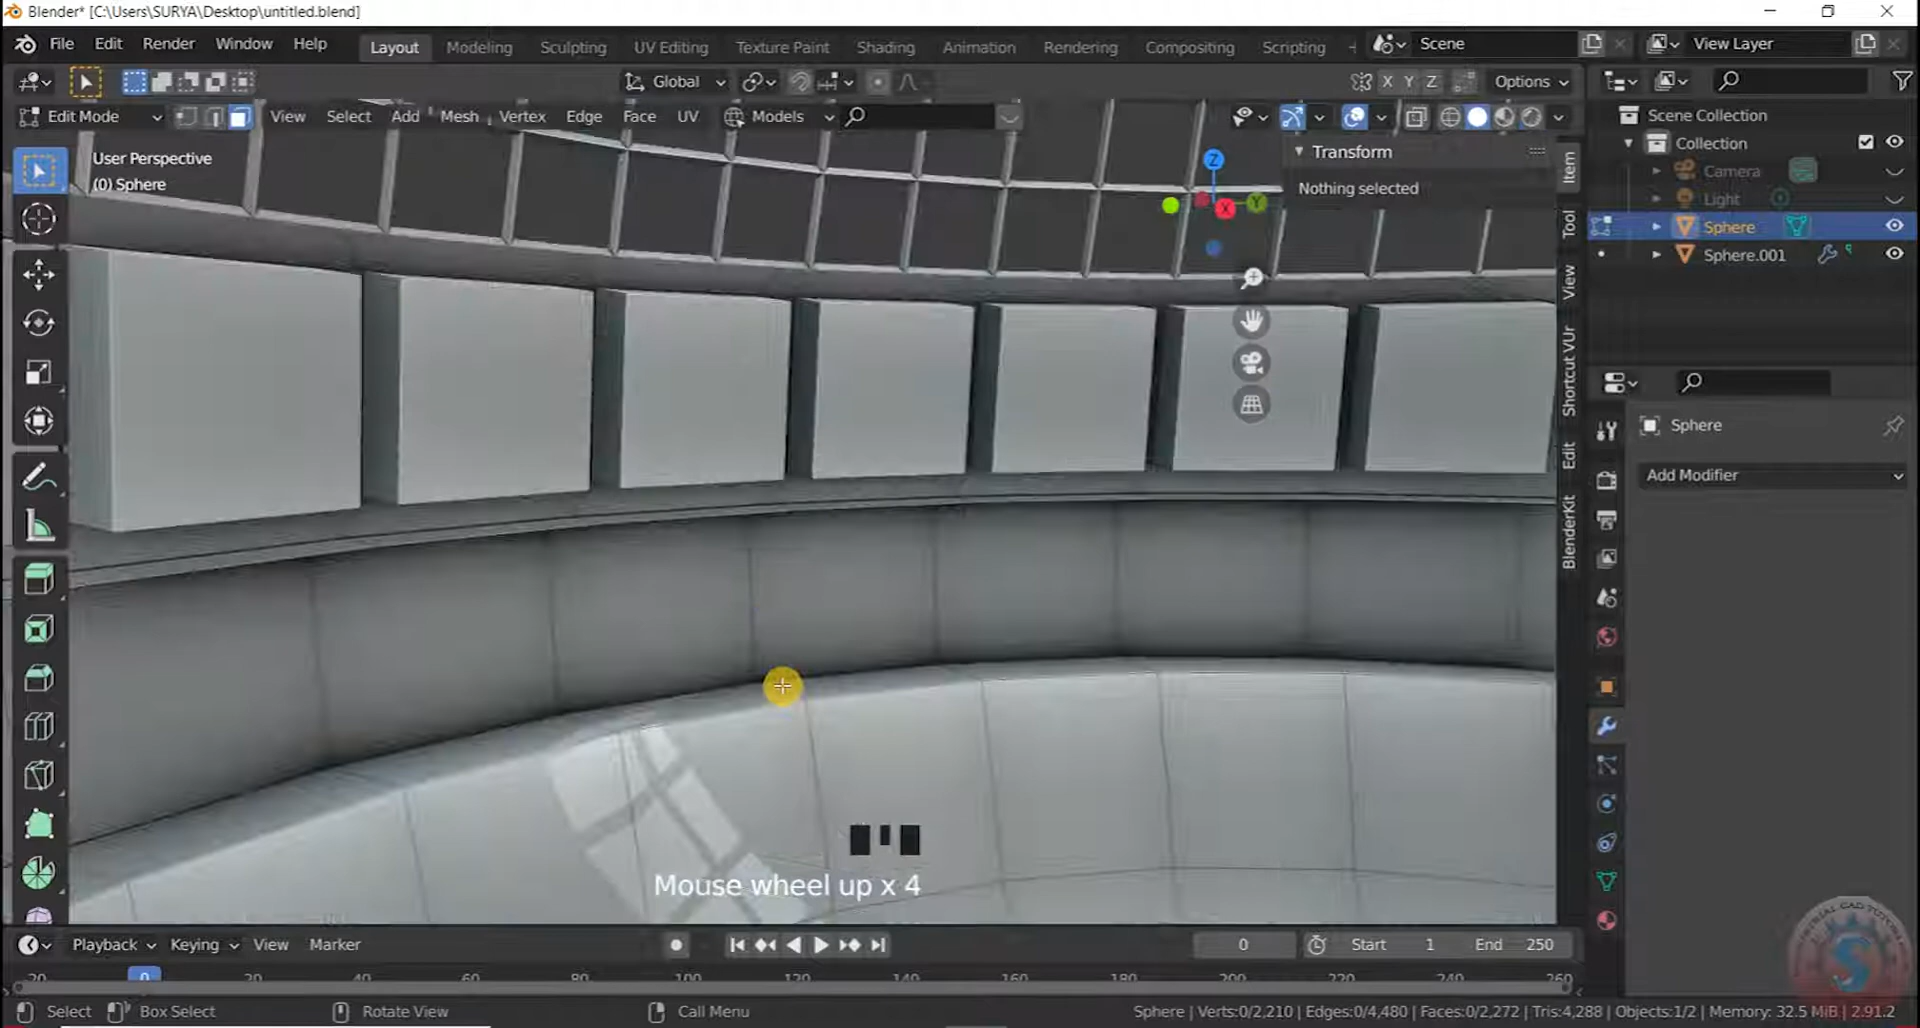 Blender* [C:\Users\SURYA\Desktop\untitled.blend]
File Edit Render Window Help Layout Modeling Sculpting UV Editing Texture Paint Shading Animation Rendering Compositing Scripting Scene View Layer
Global X Y Z Options
Edit Mode View Select Add Mesh Vertex Edge Face UV Models
User Perspective
(0) Sphere
Z
X
Y
Transform
Nothing selected
Item
Tool
View
Shortcut VUr
Edit
BlenderKit
Scene Collection
Collection
Camera
Light
Sphere
Sphere.001
Sphere
Add Modifier
Mouse wheel up x 4
Playback Keying View Marker 0 Start 1 End 250
0 40 80 100 120 140 160 180 200 220 240 260
Select Box Select Rotate View Call Menu Sphere | Verts:0/2,210 | Edges:0/4,480 | Faces:0/2,272 | Tris:4,288 | Objects:1/2 | Memory: 32.5 MiB | 2.91.2